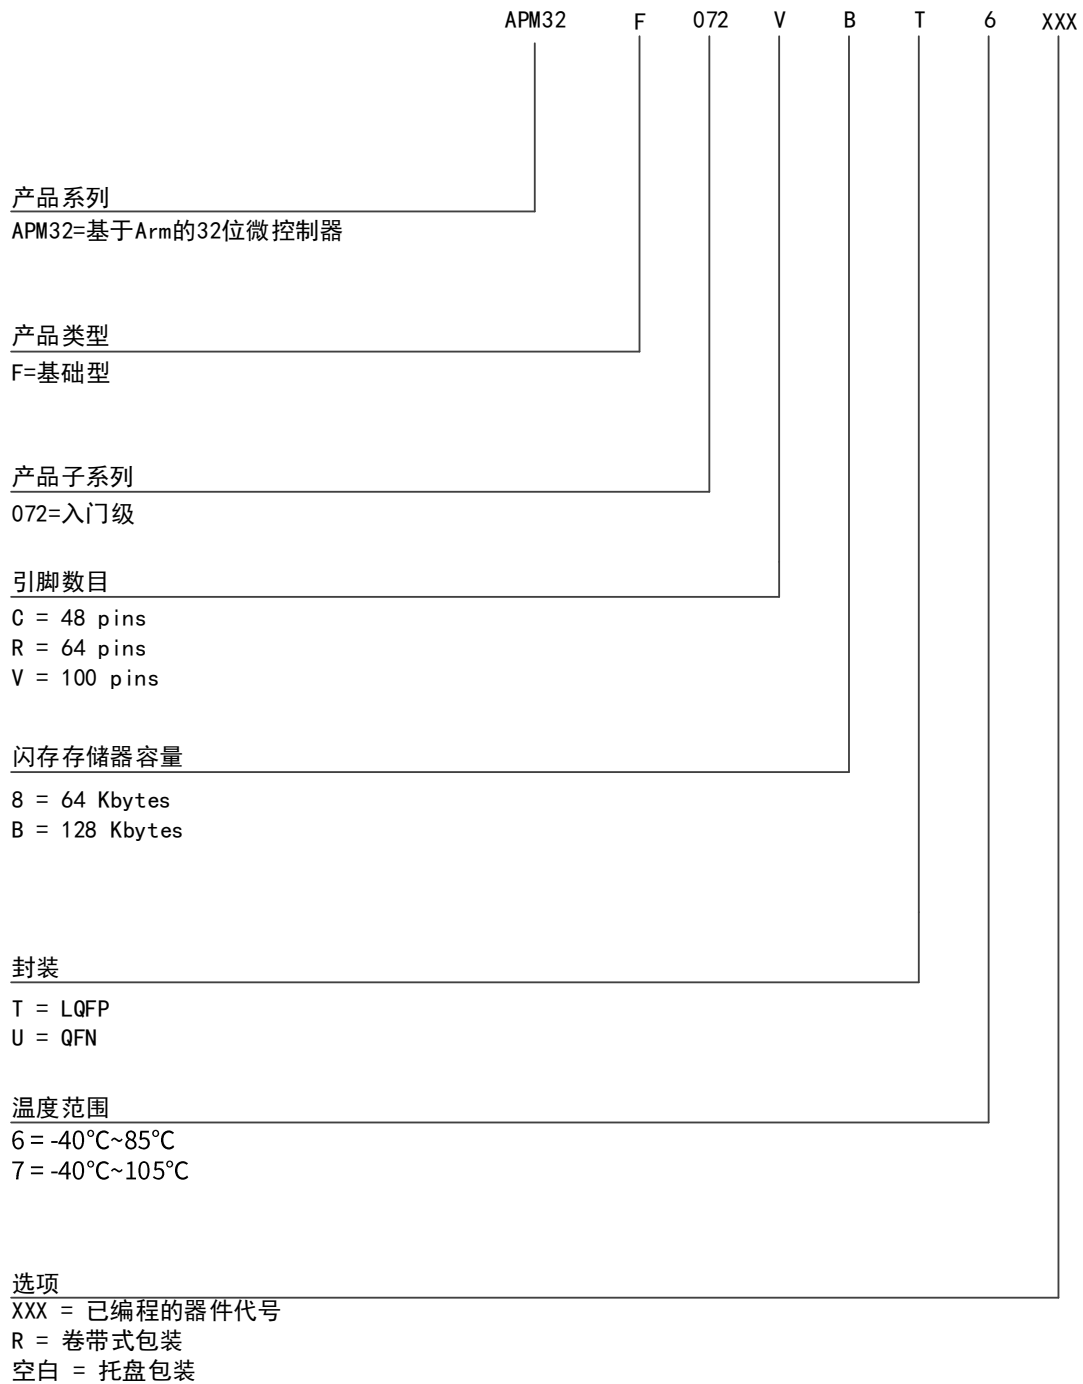 APM32 F 072 V B T 6 XXX
产品系列
APM32=基于Arm的32位微控制器
产品类型
F=基础型
产品子系列
072=入门级
引脚数目
C = 48 pins
R = 64 pins
V = 100 pins
闪存存储器容量
8 = 64 Kbytes
B = 128 Kbytes
封装
T = LQFP
U = QFN
温度范围
6 = -40℃~85℃
7 = -40℃~105℃
选项
XXX = 已编程的器件代号
R = 卷带式包装
空白 = 托盘包装